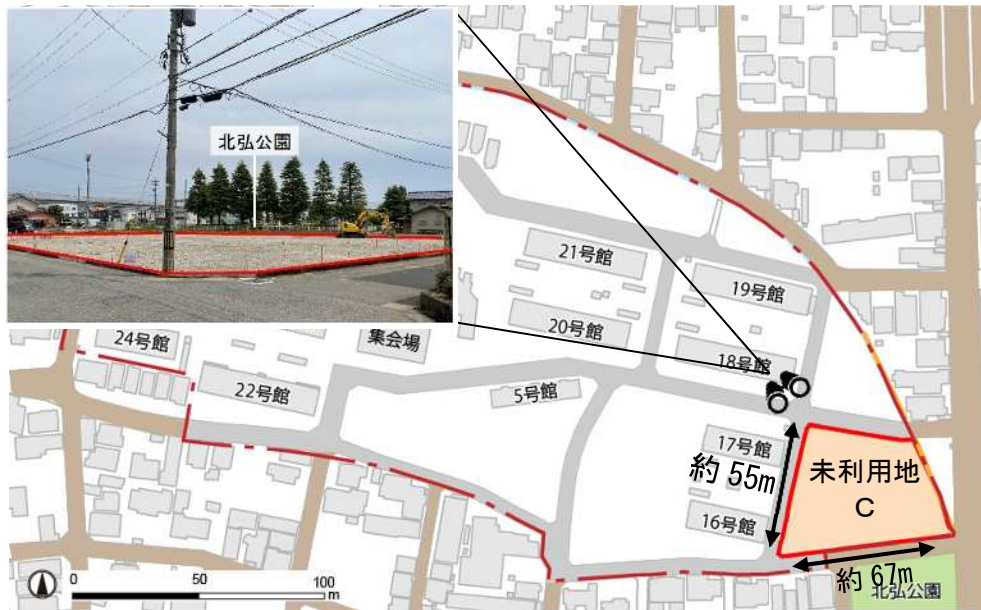 北弘公園
21号館
19号館
20号館
18号館
24号館
集会場
22号館
5号館
17号館
約 55m
未利用地
C
16号館
約 67m
北弘公園
0 50 100
m